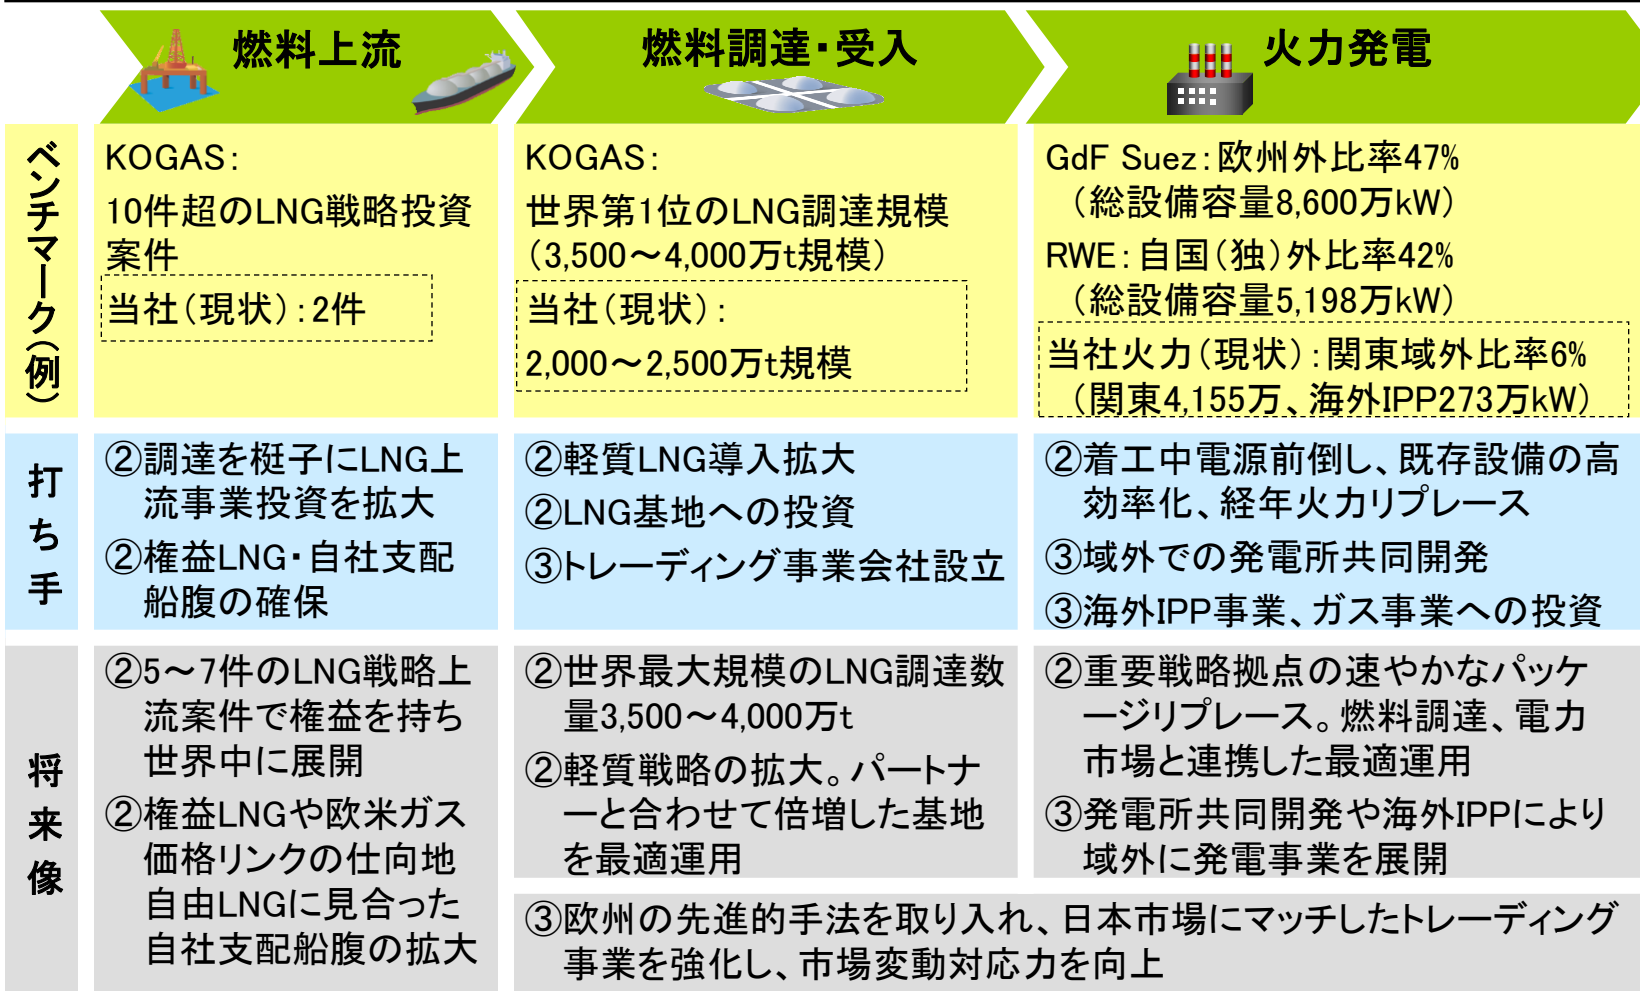 燃料上流
燃料調達・受入
火力発電
ベンチマーク(例)
KOGAS:
10件超のLNG戦略投資
案件
当社(現状):2件
KOGAS:
世界第1位のLNG調達規模
(3,500～4,000万t規模)
当社(現状):
2,000～2,500万t規模
GdF Suez:欧州外比率47%
(総設備容量8,600万kW)
RWE:自国(独)外比率42%
(総設備容量5,198万kW)
当社火力(現状):関東域外比率6%
(関東4,155万、海外IPP273万kW)
打ち手
②調達を梃子にLNG上
流事業投資を拡大
②権益LNG・自社支配
船腹の確保
②軽質LNG導入拡大
②LNG基地への投資
③トレーディング事業会社設立
②着工中電源前倒し、既存設備の高
効率化、経年火力リプレース
③域外での発電所共同開発
③海外IPP事業、ガス事業への投資
将来像
②5～7件のLNG戦略上
流案件で権益を持ち
世界中に展開
②権益LNGや欧米ガス
価格リンクの仕向地
自由LNGに見合った
自社支配船腹の拡大
②世界最大規模のLNG調達数
量3,500～4,000万t
②軽質戦略の拡大。パートナ
ーと合わせて倍増した基地
を最適運用
②重要戦略拠点の速やかなパッケ
ージリプレース。燃料調達、電力
市場と連携した最適運用
③発電所共同開発や海外IPPにより
域外に発電事業を展開
③欧州の先進的手法を取り入れ、日本市場にマッチしたトレーディング
事業を強化し、市場変動対応力を向上